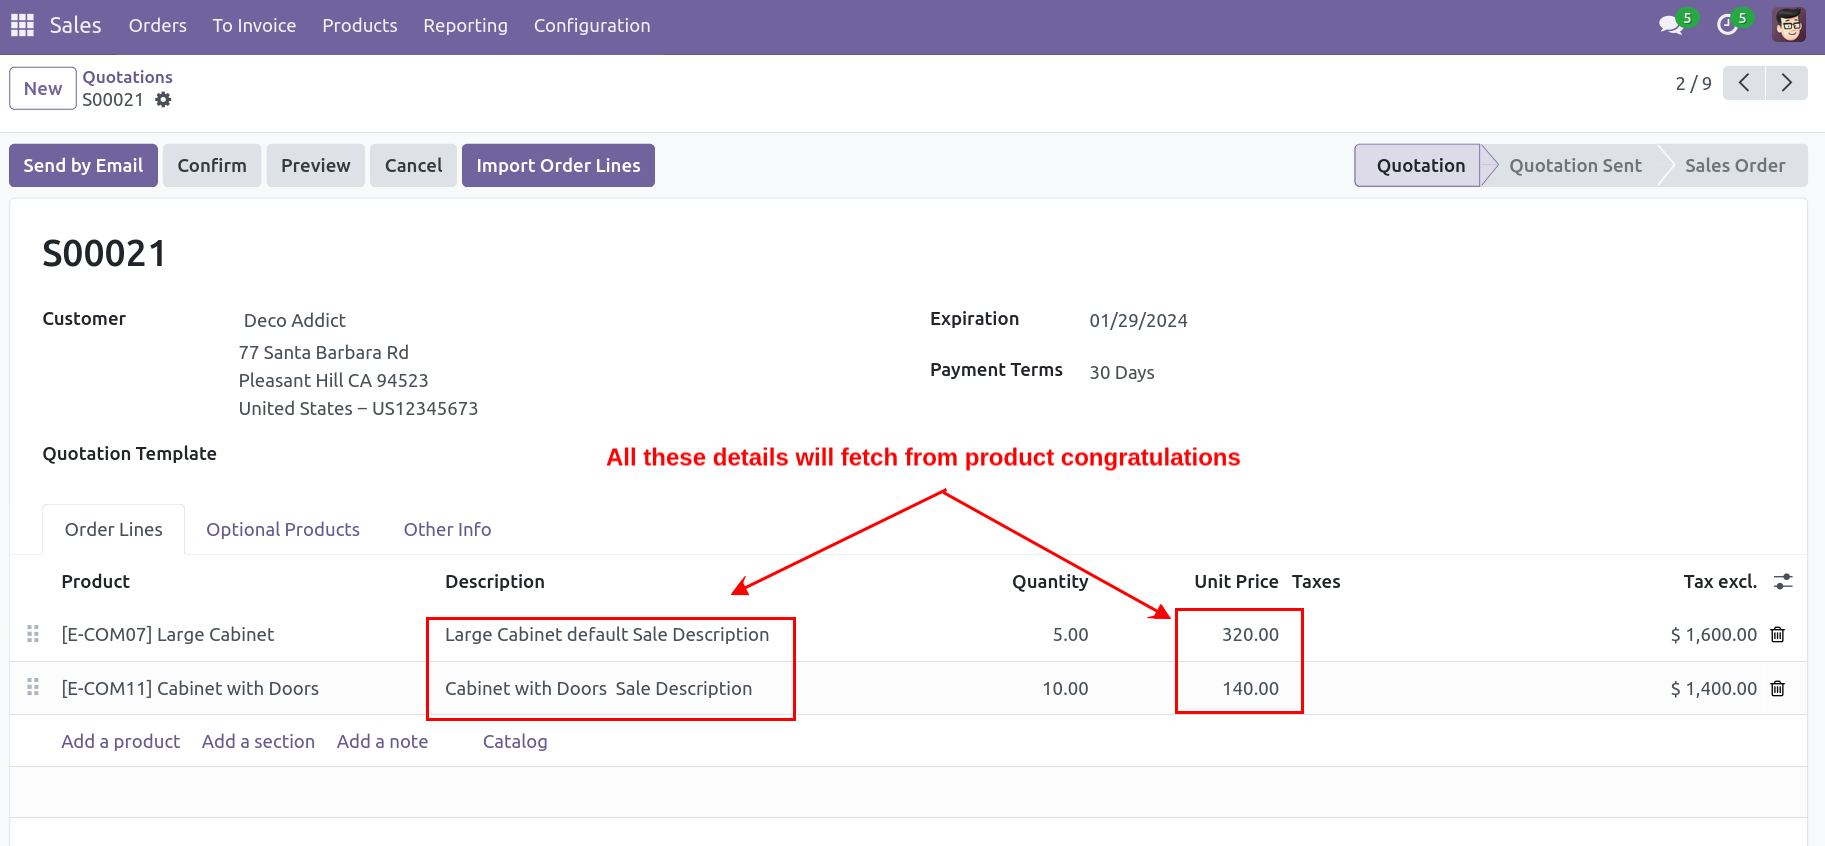 Sales Orders To Invoice Products Reporting Configuration 5 5
New Quotations
S00021
2 / 9
Send by Email Confirm Preview Cancel Import Order Lines Quotation Quotation Sent Sales Order
S00021
Customer Deco Addict Expiration 01/29/2024
77 Santa Barbara Rd
Pleasant Hill CA 94523 Payment Terms 30 Days
United States – US12345673
Quotation Template
All these details will fetch from product congratulations
Order Lines Optional Products Other Info
Product Description Quantity Unit Price Taxes Tax excl.
[E-COM07] Large Cabinet Large Cabinet default Sale Description 5.00 320.00 $ 1,600.00
[E-COM11] Cabinet with Doors Cabinet with Doors Sale Description 10.00 140.00 $ 1,400.00
Add a product Add a section Add a note Catalog